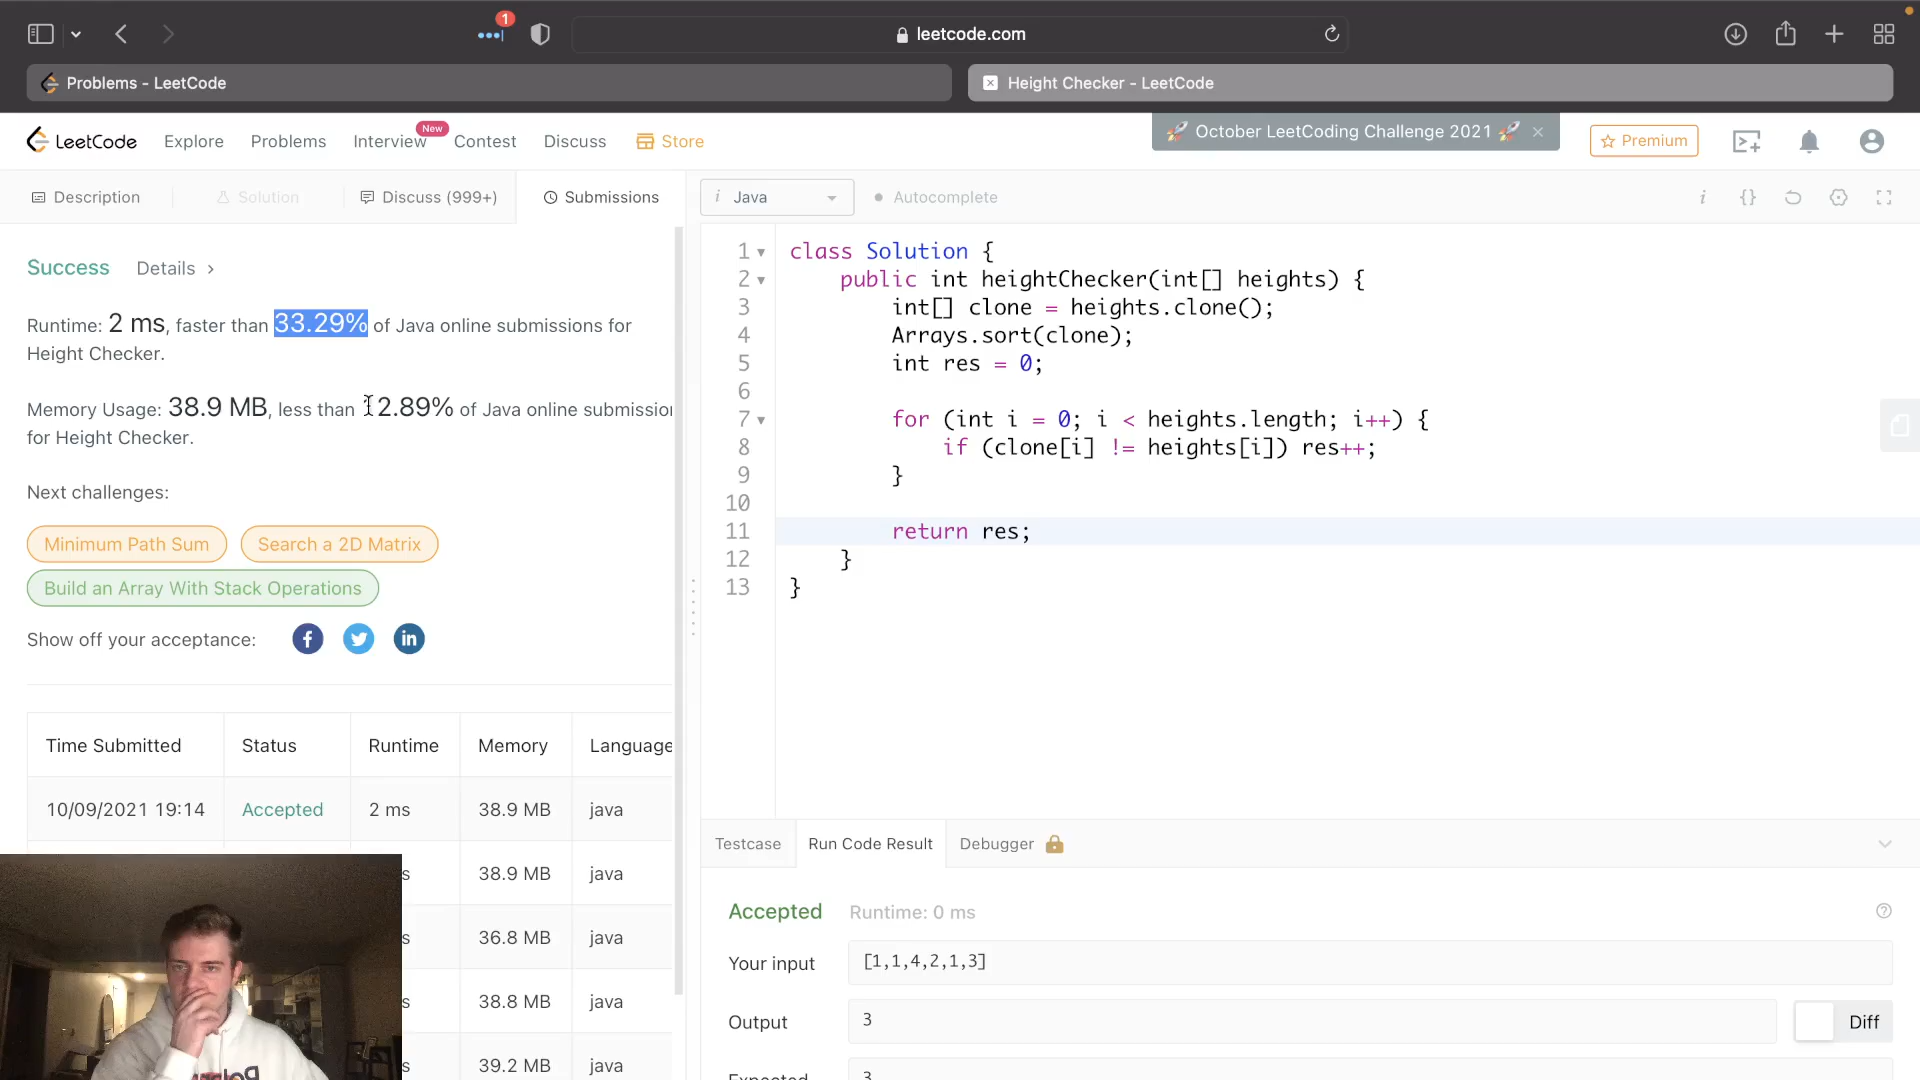 1
leetcode.com
Problems - LeetCode
Height Checker - LeetCode
LeetCode
Explore
Problems
Interview
New
Contest
Discuss
Store
🚀 October LeetCoding Challenge 2021 🚀
Premium
Description
Solution
Discuss (999+)
Submissions
i Java
Autocomplete
i
{}
Success
Details
Runtime: 2 ms, faster than 33.29% of Java online submissions for
Height Checker.
Memory Usage: 38.9 MB, less than 2.89% of Java online submission
for Height Checker.
Next challenges:
Minimum Path Sum
Search a 2D Matrix
Build an Array With Stack Operations
Show off your acceptance:
Time Submitted Status Runtime Memory Language
10/09/2021 19:14 Accepted 2 ms 38.9 MB java
s 38.9 MB java
s 36.8 MB java
s 38.8 MB java
s 39.2 MB java
1 class Solution {
2 public int heightChecker(int[] heights) {
3 int[] clone = heights.clone();
4 Arrays.sort(clone);
5 int res = 0;
6
7 for (int i = 0; i < heights.length; i++) {
8 if (clone[i] != heights[i]) res++;
9 }
10
11 return res;
12 }
13 }
Testcase
Run Code Result
Debugger
Accepted
Runtime: 0 ms
Your input
[1,1,4,2,1,3]
Output
3
Diff
Expected
3